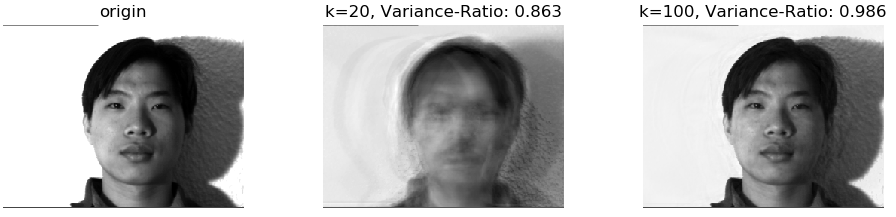 origin
k=20, Variance-Ratio: 0.863
k=100, Variance-Ratio: 0.986